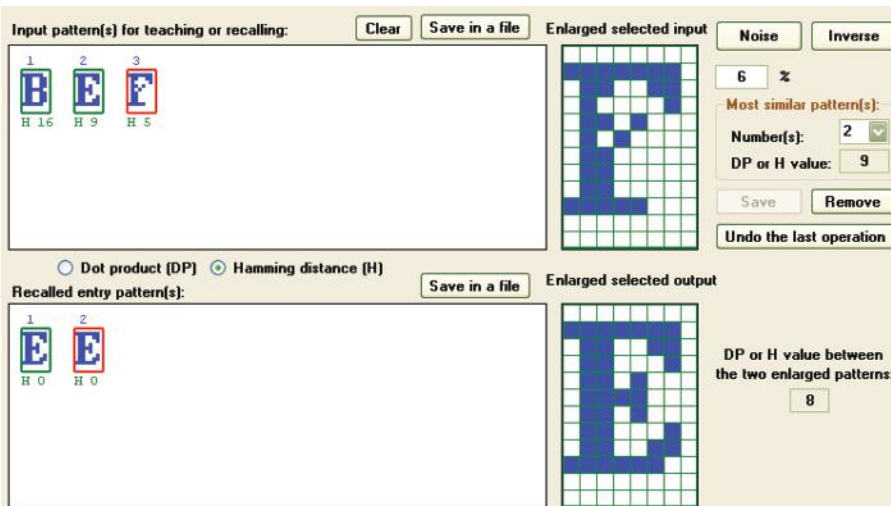 Input pattern(s) for teaching or recalling:
Clear
Save in a file
Enlarged selected input
Noise
Inverse
1 2 3
B E F
H 16 H 9 H 5
6 %
Most similar pattern(s):
Number(s): 2
DP or H value: 9
Save
Remove
Undo the last operation
Dot product (DP) Hamming distance (H)
Recalled entry pattern(s):
Save in a file
Enlarged selected output
1 2
E E
H 0 H 0
DP or H value between
the two enlarged patterns:
8